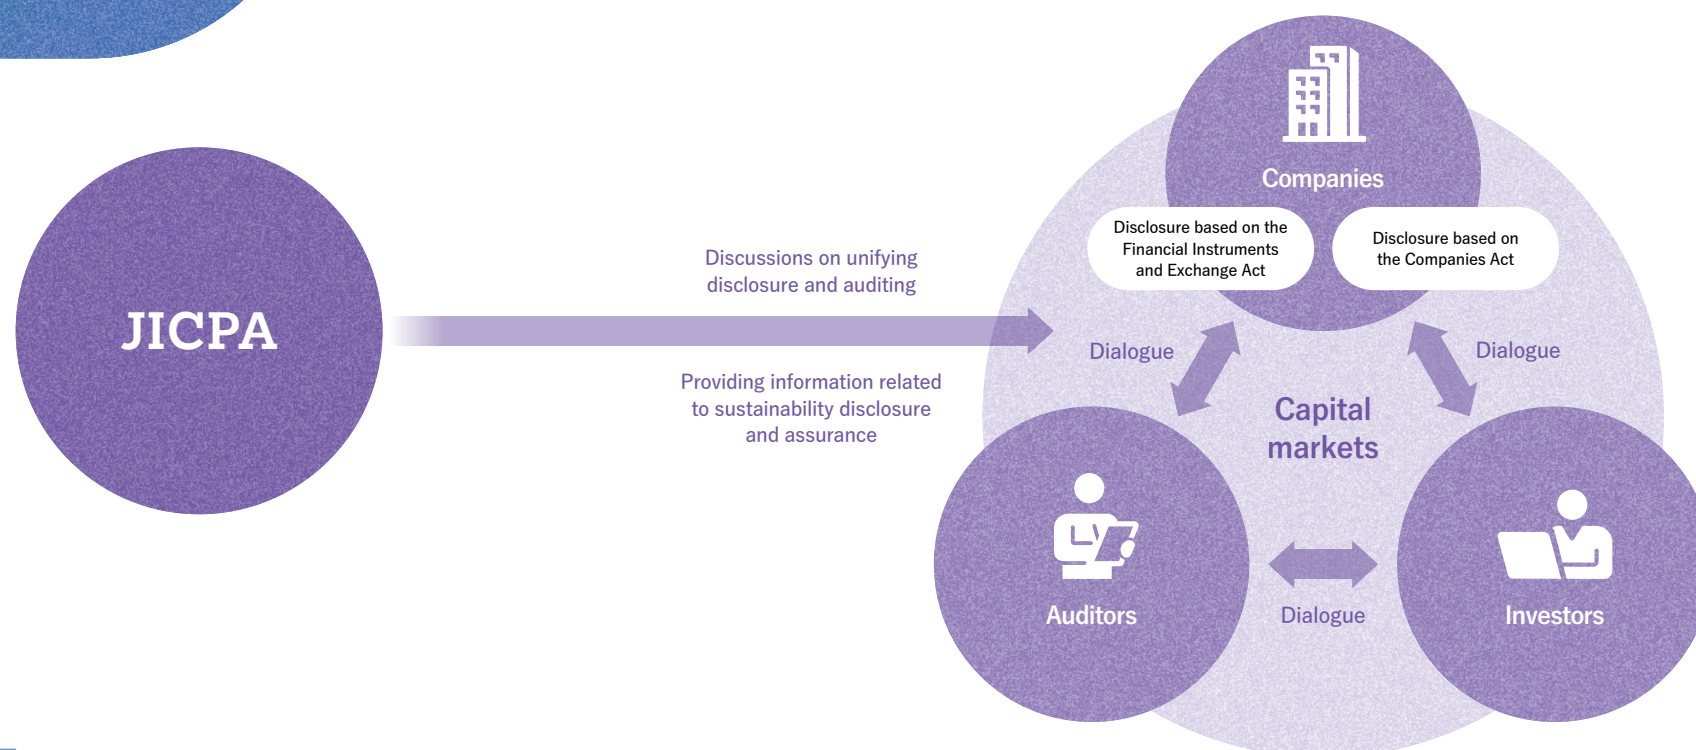 JICPA
Discussions on unifying
disclosure and auditing
Providing information related
to sustainability disclosure
and assurance
Companies
Disclosure based on the
Financial Instruments
and Exchange Act
Disclosure based on
the Companies Act
Dialogue
Dialogue
Capital
markets
Auditors
Dialogue
Investors